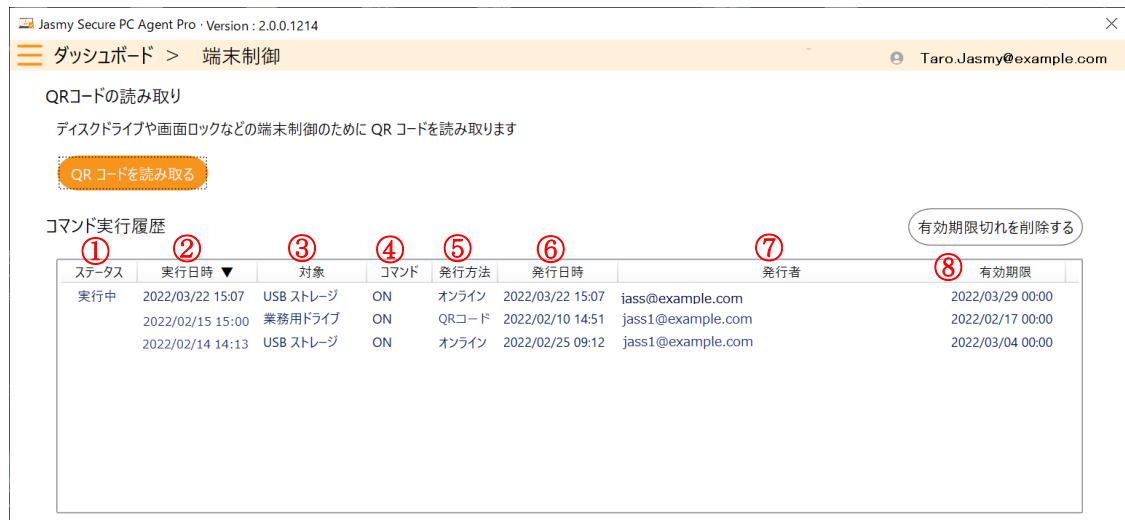 Jasmy Secure PC Agent Pro · Version : 2.0.0.1214
ダッシュボード > 端末制御 Taro.Jasmy@example.com
QRコードの読み取り
ディスクドライブや画面ロックなどの端末制御のために QR コードを読み取ります
QR コードを読み取る
コマンド実行履歴 有効期限切れを削除する
① ② ③ ④ ⑤ ⑥ ⑦ ⑧
ステータス 実行日時 ▼ 対象 コマンド 発行方法 発行日時 発行者 有効期限
実行中 2022/03/22 15:07 USB ストレージ ON オンライン 2022/03/22 15:07 jass@example.com 2022/03/29 00:00
2022/02/15 15:00 業務用ドライブ ON QRコード 2022/02/10 14:51 jass1@example.com 2022/02/17 00:00
2022/02/14 14:13 USB ストレージ ON オンライン 2022/02/25 09:12 jass1@example.com 2022/03/04 00:00